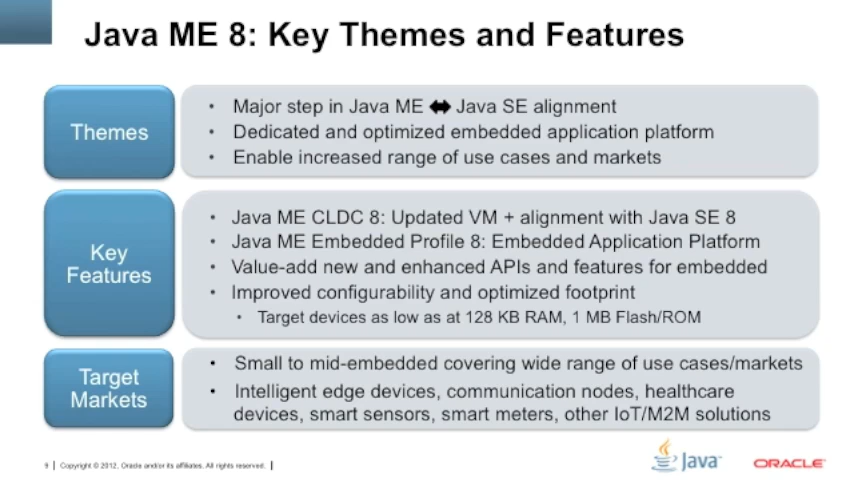 Java ME 8: Key Themes and Features
Themes
• Major step in Java ME ⬌ Java SE alignment
• Dedicated and optimized embedded application platform
• Enable increased range of use cases and markets
Key
Features
• Java ME CLDC 8: Updated VM + alignment with Java SE 8
• Java ME Embedded Profile 8: Embedded Application Platform
• Value-add new and enhanced APIs and features for embedded
• Improved configurability and optimized footprint
• Target devices as low as at 128 KB RAM, 1 MB Flash/ROM
Target
Markets
• Small to mid-embedded covering wide range of use cases/markets
• Intelligent edge devices, communication nodes, healthcare
devices, smart sensors, smart meters, other IoT/M2M solutions
9 | Copyright © 2012, Oracle and/or its affiliates. All rights reserved. |
Java™
ORACLE®